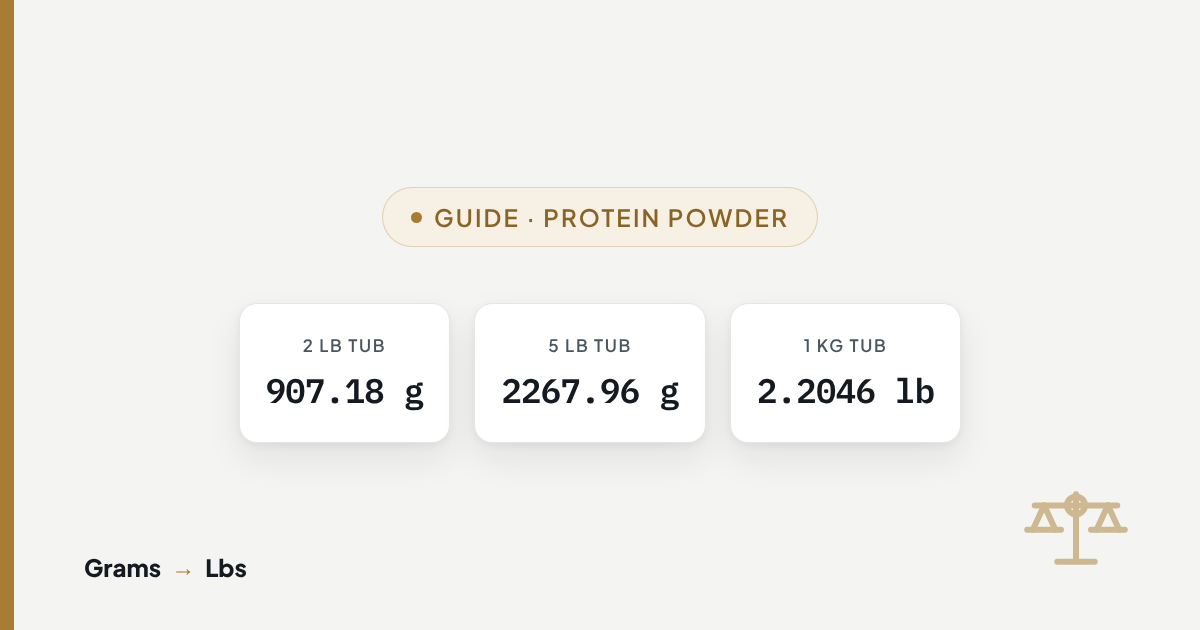 GUIDE · PROTEIN POWDER
2 LB TUB
907.18 g
5 LB TUB
2267.96 g
1 KG TUB
2.2046 lb
Grams → Lbs